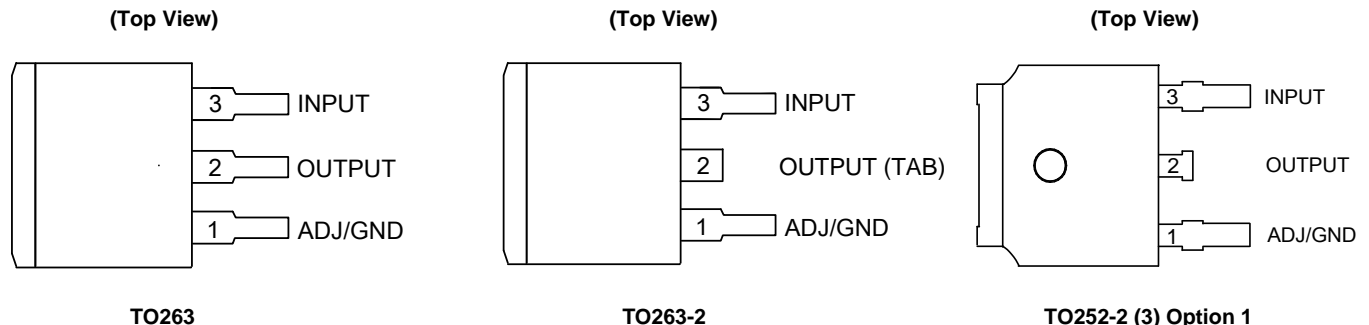 (Top View)
3 INPUT
2 OUTPUT
1 ADJ/GND
TO263
(Top View)
3 INPUT
2 OUTPUT (TAB)
1 ADJ/GND
TO263-2
(Top View)
3 INPUT
2 OUTPUT
1 ADJ/GND
TO252-2 (3) Option 1